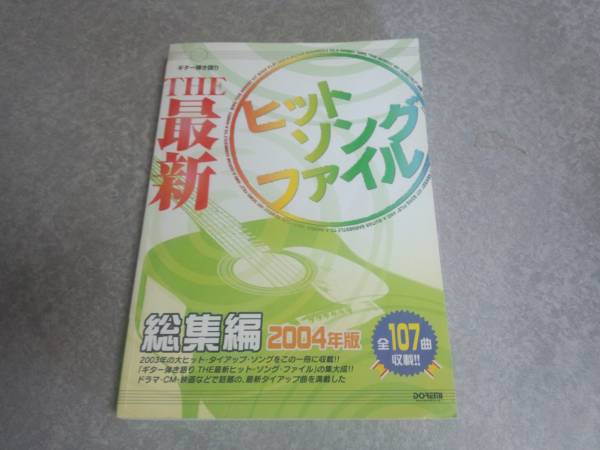 ギター弾き語り
THE
最新
ヒット
ソング
ファイル
総集編 2004年版
全107曲
収載!!
2003年の大ヒット・タイアップ・ソングをこの一冊に収載!!
「ギター弾き語り THE最新ヒット・ソング・ファイル」の集大成!!
ドラマ・CM・映画などで話題の、最新タイアップ曲を満載した
DOREMI